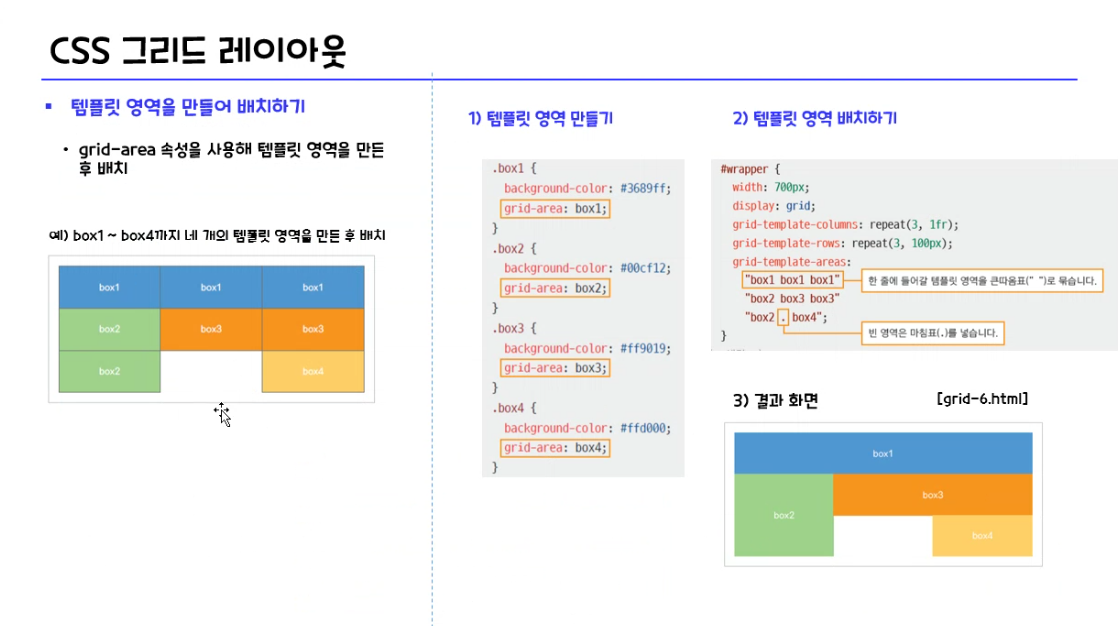 CSS 그리드 레이아웃
▪ 템플릿 영역을 만들어 배치하기
• grid-area 속성을 사용해 템플릿 영역을 만든
후 배치
예) box1 ~ box4까지 네 개의 템플릿 영역을 만든 후 배치
box1 box1 box1
box2 box3 box3
box2 box4
1) 템플릿 영역 만들기
.box1 {
background-color: #3689ff;
grid-area: box1;
}
.box2 {
background-color: #00cf12;
grid-area: box2;
}
.box3 {
background-color: #ff9019;
grid-area: box3;
}
.box4 {
background-color: #ffd000;
grid-area: box4;
}
2) 템플릿 영역 배치하기
#wrapper {
width: 700px;
display: grid;
grid-template-columns: repeat(3, 1fr);
grid-template-rows: repeat(3, 100px);
grid-template-areas:
"box1 box1 box1" 한 줄에 들어갈 템플릿 영역을 큰따옴표(" ")로 묶습니다.
"box2 box3 box3"
"box2 . box4";
} 빈 영역은 마침표(.)를 넣습니다.
3) 결과 화면 [grid-6.html]
box1
box3
box2
box4